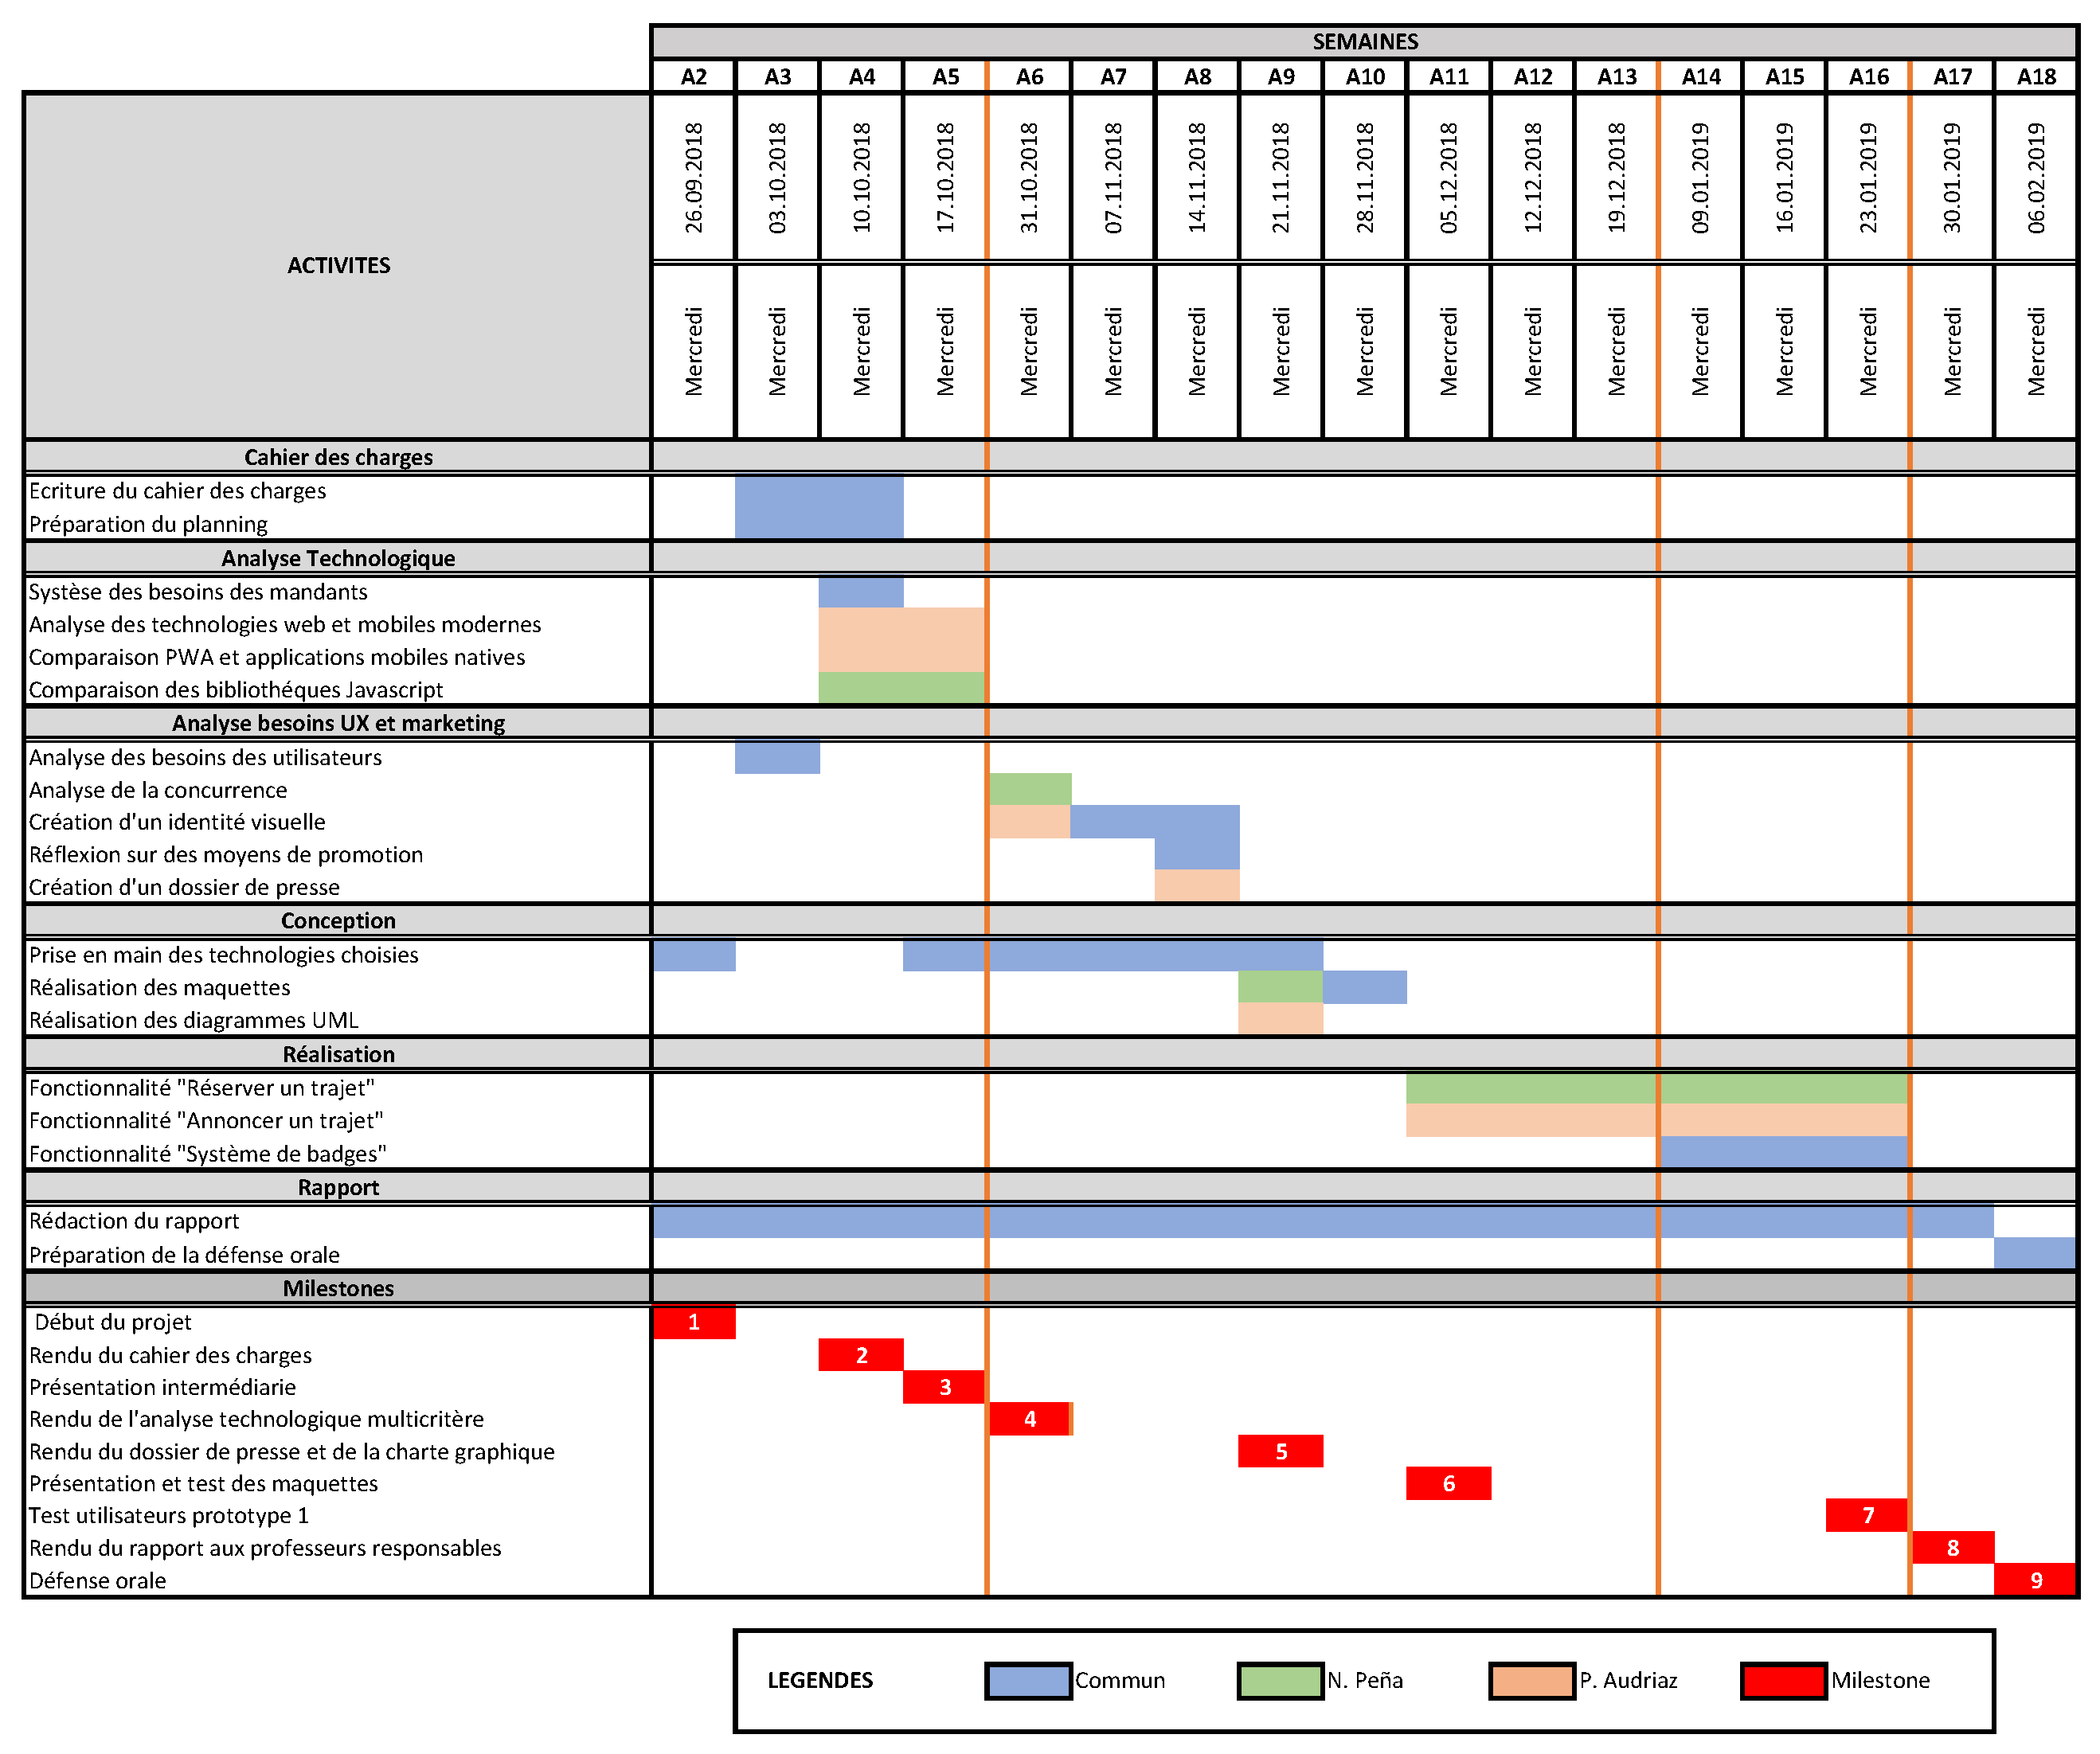 SEMAINES
A2 A3 A4 A5 A6 A7 A8 A9 A10 A11 A12 A13 A14 A15 A16 A17 A18
ACTIVITES
26.09.2018 03.10.2018 10.10.2018 17.10.2018 31.10.2018 07.11.2018 14.11.2018 21.11.2018 28.11.2018 05.12.2018 12.12.2018 19.12.2018 09.01.2019 16.01.2019 23.01.2019 30.01.2019 06.02.2019
Mercredi Mercredi Mercredi Mercredi Mercredi Mercredi Mercredi Mercredi Mercredi Mercredi Mercredi Mercredi Mercredi Mercredi Mercredi Mercredi Mercredi
Cahier des charges
Ecriture du cahier des charges
Préparation du planning
Analyse Technologique
Systèse des besoins des mandants
Analyse des technologies web et mobiles modernes
Comparaison PWA et applications mobiles natives
Comparaison des bibliothéques Javascript
Analyse besoins UX et marketing
Analyse des besoins des utilisateurs
Analyse de la concurrence
Création d'un identité visuelle
Réflexion sur des moyens de promotion
Création d'un dossier de presse
Conception
Prise en main des technologies choisies
Réalisation des maquettes
Réalisation des diagrammes UML
Réalisation
Fonctionnalité "Réserver un trajet"
Fonctionnalité "Annoncer un trajet"
Fonctionnalité "Système de badges"
Rapport
Rédaction du rapport
Préparation de la défense orale
Milestones
Début du projet 1
Rendu du cahier des charges 2
Présentation intermédiarie 3
Rendu de l'analyse technologique multicritère 4
Rendu du dossier de presse et de la charte graphique 5
Présentation et test des maquettes 6
Test utilisateurs prototype 1 7
Rendu du rapport aux professeurs responsables 8
Défense orale 9
LEGENDES Commun N. Peña P. Audriaz Milestone